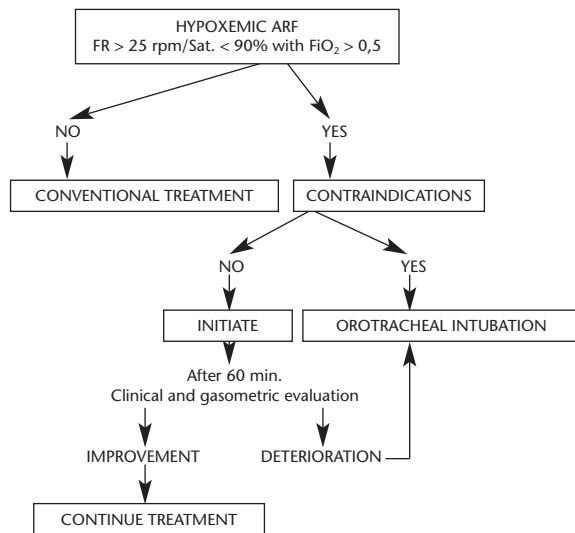 HYPOXEMIC ARF
FR > 25 rpm/Sat. < 90% with FiO₂ > 0,5
NO
YES
CONVENTIONAL TREATMENT
CONTRAINDICATIONS
NO
YES
INITIATE
OROTRACHEAL INTUBATION
After 60 min.
Clinical and gasometric evaluation
IMPROVEMENT
DETERIORATION
CONTINUE TREATMENT